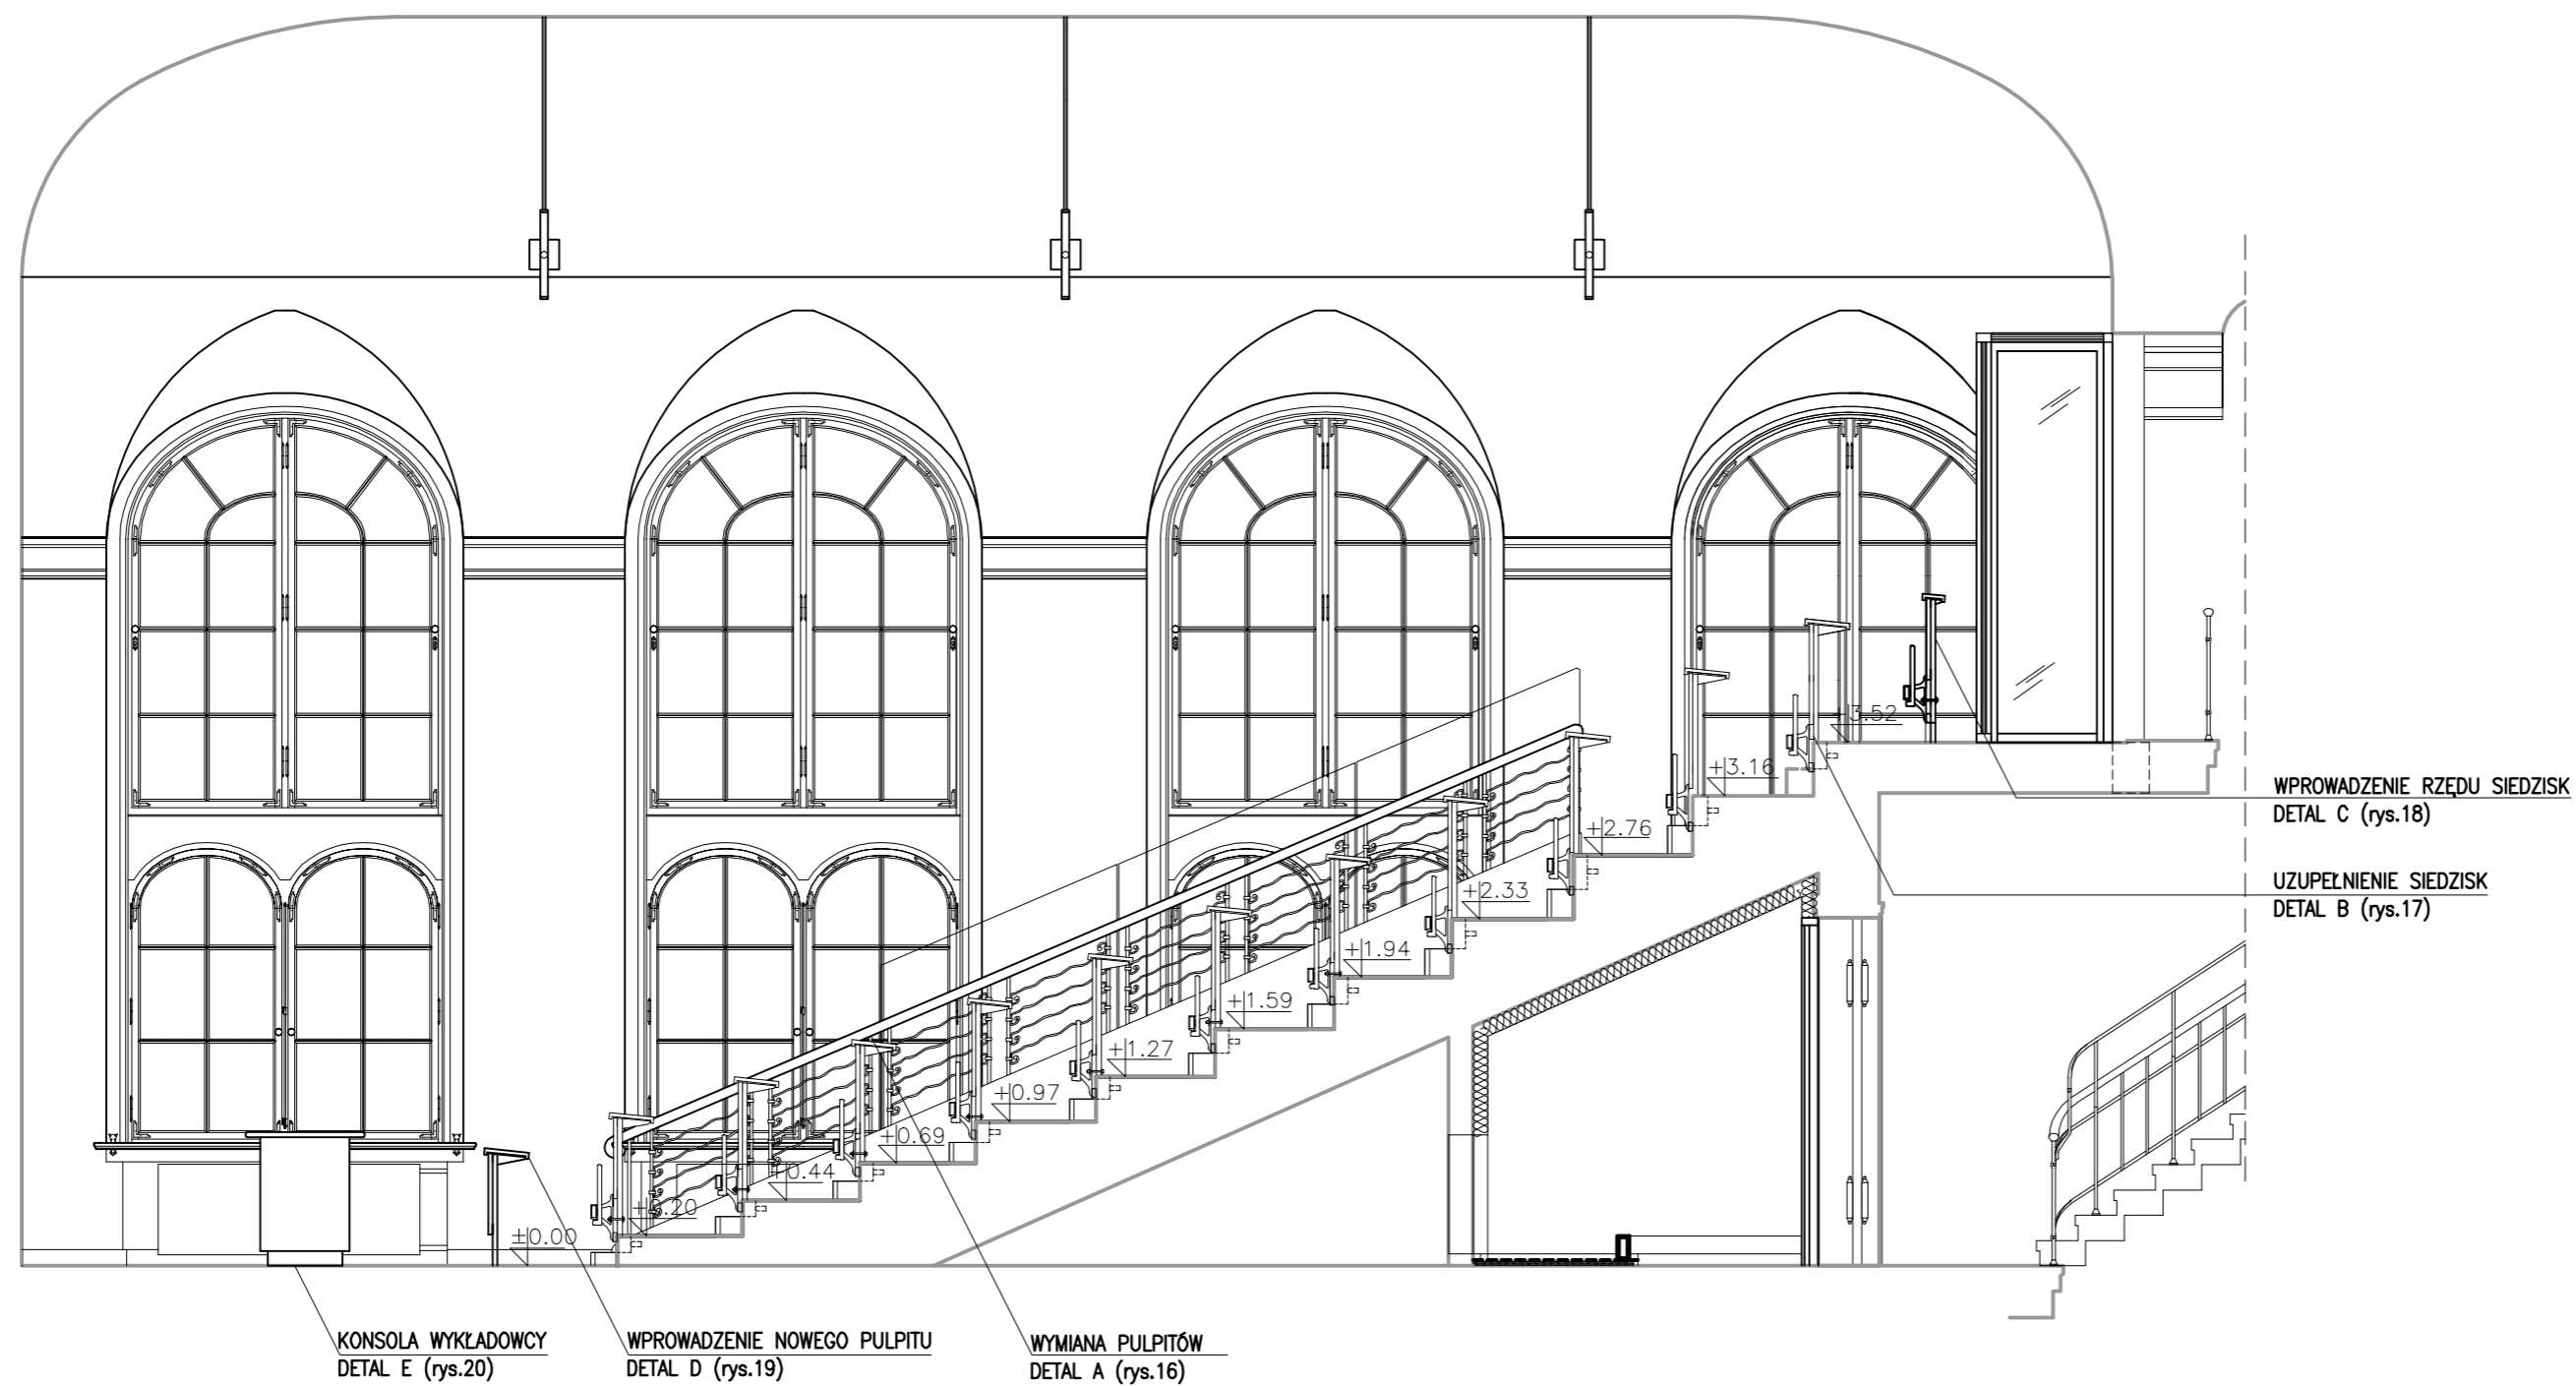 +3.52
+3.16
WPROWADZENIE RZĘDU SIEDZISK
DETAL C (rys.18)
+2.76
UZUPEŁNIENIE SIEDZISK
DETAL B (rys.17)
+2.33
+1.94
+1.59
+1.27
+0.97
+0.69
+0.44
+0.20
±0.00
KONSOLA WYKŁADOWCY
DETAL E (rys.20)
WPROWADZENIE NOWEGO PULPITU
DETAL D (rys.19)
WYMIANA PULPITÓW
DETAL A (rys.16)